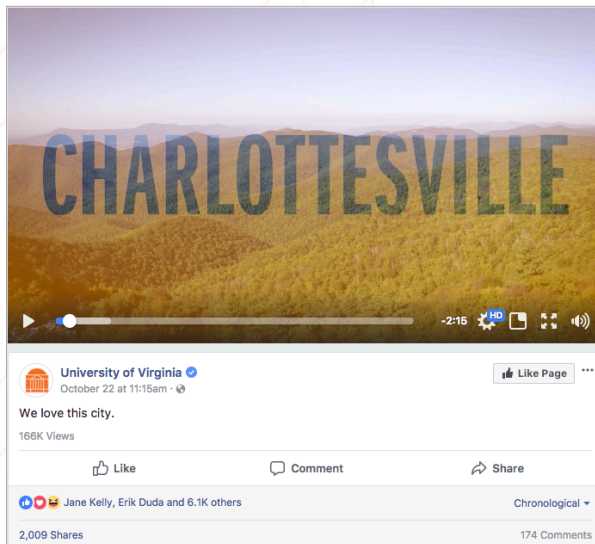 CHARLOTTESVILLE
-2:15
HD
University of Virginia
Like Page
October 22 at 11:15am
We love this city.
166K Views
Like Comment Share
Jane Kelly, Erik Duda and 6.1K others Chronological
2,009 Shares 174 Comments